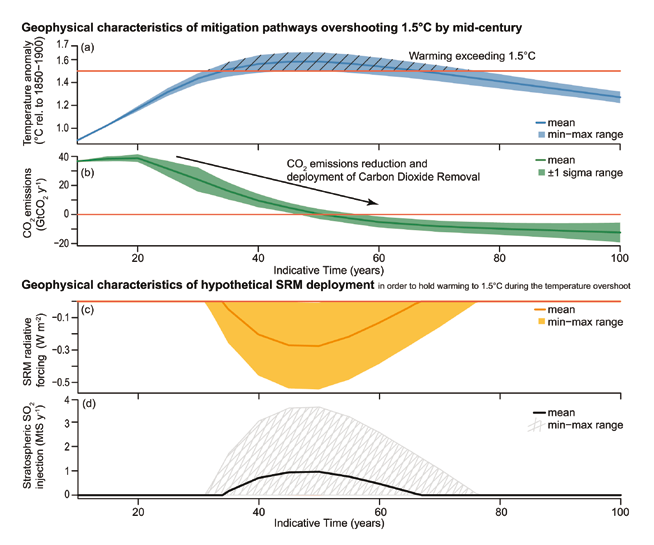 Geophysical characteristics of mitigation pathways overshooting 1.5°C by mid-century
(a)
1.7
1.6
1.4
1.2
1.0
Temperature anomaly
(°C rel. to 1850−1900)
Warming exceeding 1.5°C
mean
min−max range
(b)
40
20
0
−20
CO2 emissions
(GtCO2 y-1)
CO2 emissions reduction and
deployment of Carbon Dioxide Removal
mean
±1 sigma range
20 40 60 80 100
Indicative Time (years)
Geophysical characteristics of hypothetical SRM deployment in order to hold warming to 1.5°C during the temperature overshoot
(c)
−0.1
−0.3
−0.5
SRM radiative
forcing (W m-2)
mean
min−max range
(d)
4
3
2
1
0
Stratospheric SO2
injection (MtS y-1)
mean
min−max range
20 40 60 80 100
Indicative Time (years)